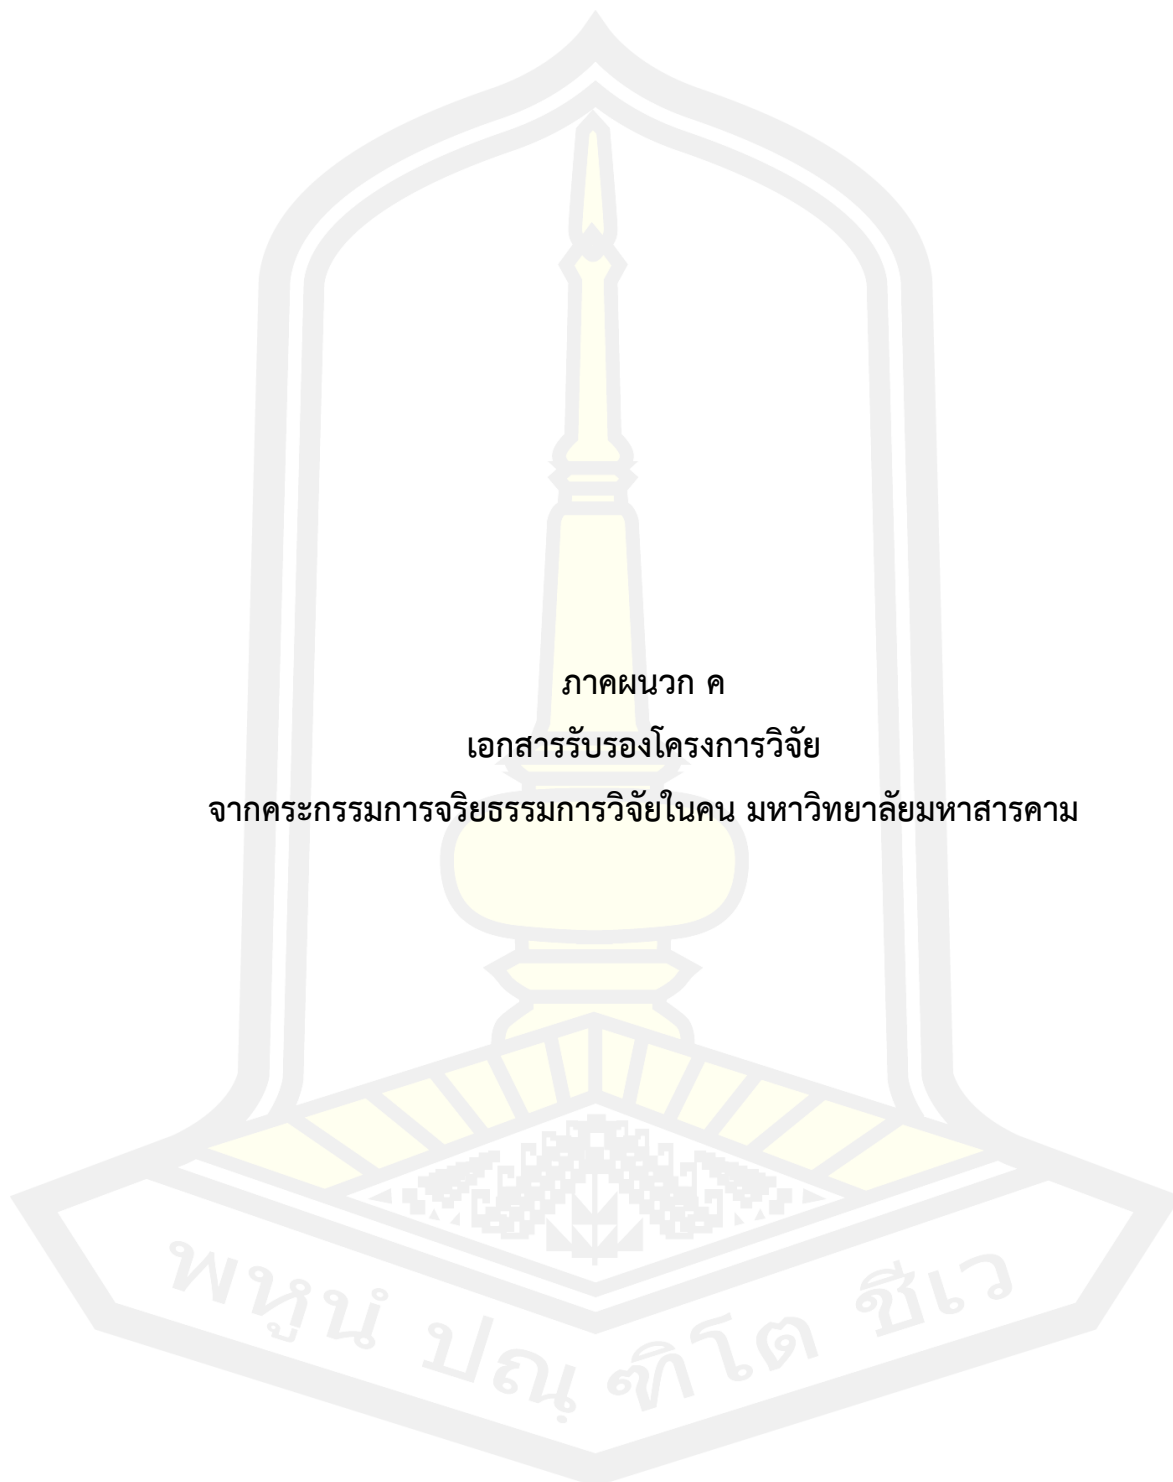 ภาคผนวก ค
เอกสารรับรองโครงการวิจัย
จากคระกรรมการจริยธรรมการวิจัยในคน มหาวิทยาลัยมหาสารคาม
พหูนํ ปณฺฑิโต ชีเว